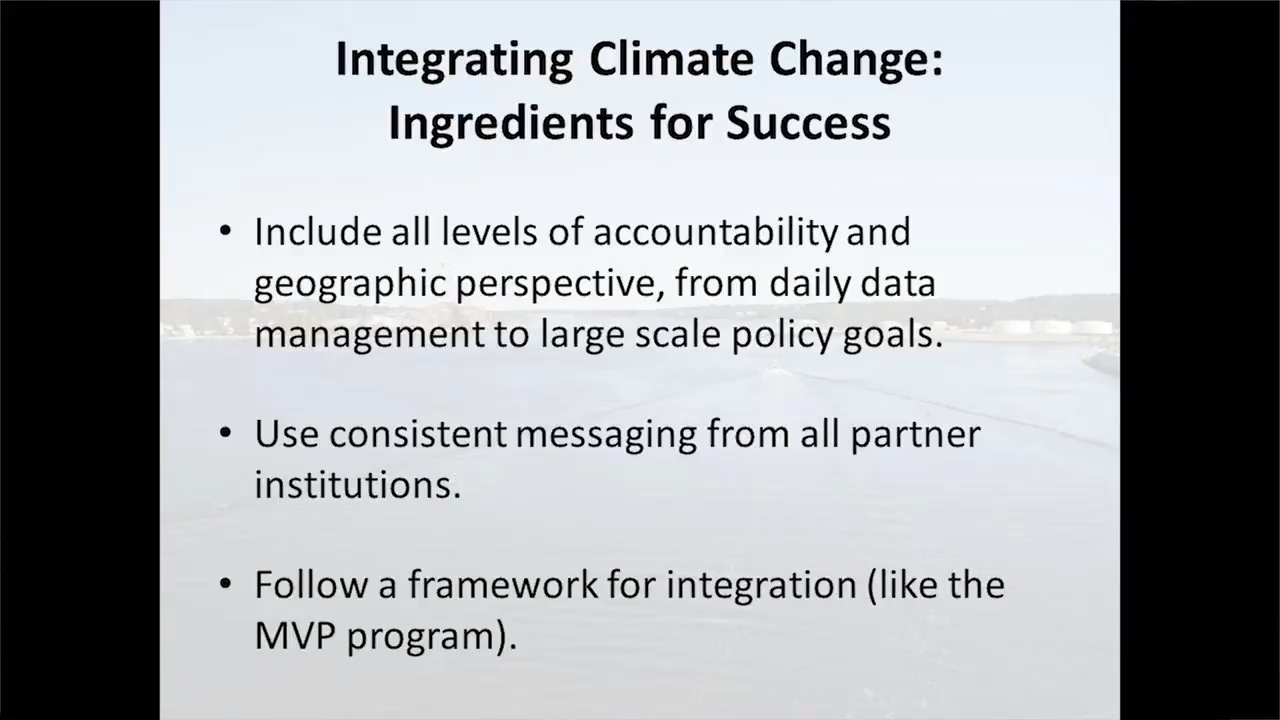 Integrating Climate Change:
Ingredients for Success
• Include all levels of accountability and
geographic perspective, from daily data
management to large scale policy goals.
• Use consistent messaging from all partner
institutions.
• Follow a framework for integration (like the
MVP program).